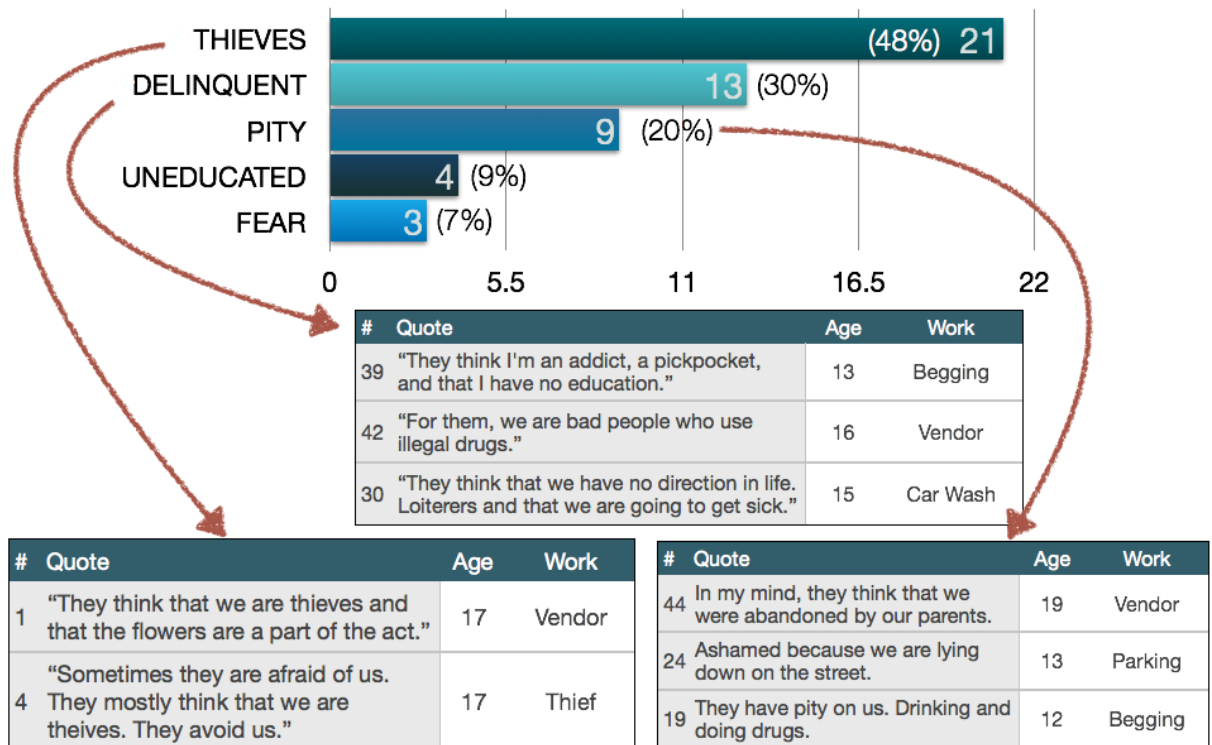 THIEVES (48%) 21
DELINQUENT 13 (30%)
PITY 9 (20%)
UNEDUCATED 4 (9%)
FEAR 3 (7%)
0 5.5 11 16.5 22
# Quote Age Work
39 “They think I'm an addict, a pickpocket,
and that I have no education.” 13 Begging
42 “For them, we are bad people who use
illegal drugs.” 16 Vendor
30 “They think that we have no direction in life.
Loiterers and that we are going to get sick.” 15 Car Wash
# Quote Age Work
1 “They think that we are thieves and
that the flowers are a part of the act.” 17 Vendor
4 “Sometimes they are afraid of us.
They mostly think that we are
theives. They avoid us.” 17 Thief
# Quote Age Work
44 In my mind, they think that we
were abandoned by our parents. 19 Vendor
24 Ashamed because we are lying
down on the street. 13 Parking
19 They have pity on us. Drinking and
doing drugs. 12 Begging